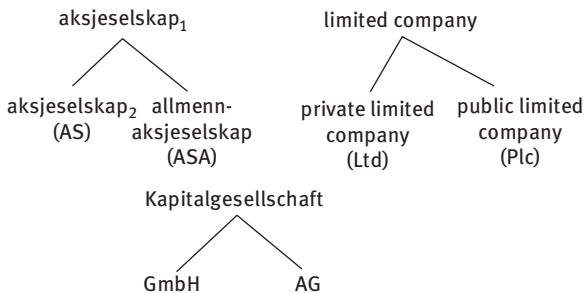 aksjeselskap₁
limited company
aksjeselskap₂
(AS)
allmenn-
aksjeselskap
(ASA)
private limited
company
(Ltd)
public limited
company
(Plc)
Kapitalgesellschaft
GmbH
AG